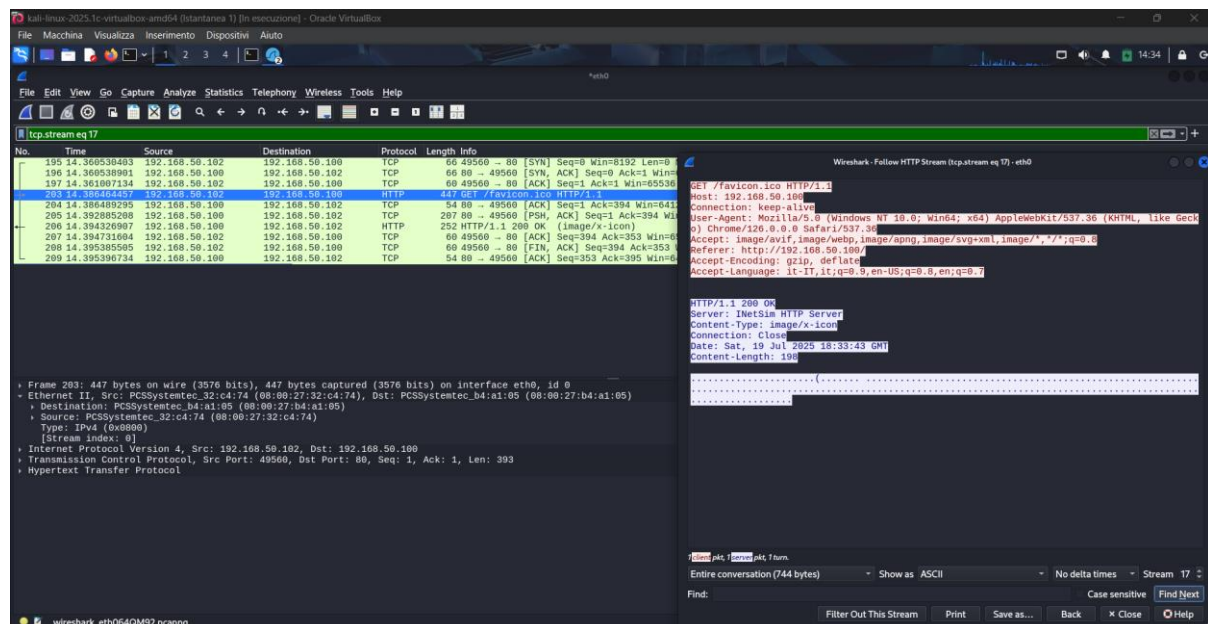 kali-linux-2025.1c-virtualbox-amd64 (Istantanea 1) [In esecuzione] - Oracle VirtualBox
File Macchina Visualizza Inserimento Dispositivi Aiuto
1 2 3 4 14:34
*eth0
File Edit View Go Capture Analyze Statistics Telephony Wireless Tools Help
tcp.stream eq 17
No. Time Source Destination Protocol Length Info
195 14.360530403 192.168.50.102 192.168.50.100 TCP 66 49560 → 80 [SYN] Seq=0 Win=8192 Len=0
196 14.360538901 192.168.50.100 192.168.50.102 TCP 66 80 → 49560 [SYN, ACK] Seq=0 Ack=1 Win=
197 14.361007134 192.168.50.102 192.168.50.100 TCP 60 49560 → 80 [ACK] Seq=1 Ack=1 Win=65536
203 14.386464457 192.168.50.102 192.168.50.100 HTTP 447 GET /favicon.ico HTTP/1.1
204 14.386489295 192.168.50.100 192.168.50.102 TCP 54 80 → 49560 [ACK] Seq=1 Ack=394 Win=641
205 14.392885208 192.168.50.100 192.168.50.102 TCP 207 80 → 49560 [PSH, ACK] Seq=1 Ack=394 Wi
206 14.394326907 192.168.50.100 192.168.50.102 HTTP 252 HTTP/1.1 200 OK (image/x-icon)
207 14.394731604 192.168.50.102 192.168.50.100 TCP 60 49560 → 80 [ACK] Seq=394 Ack=353 Win=6
208 14.395385505 192.168.50.102 192.168.50.100 TCP 60 49560 → 80 [FIN, ACK] Seq=394 Ack=353
209 14.395396734 192.168.50.100 192.168.50.102 TCP 54 80 → 49560 [ACK] Seq=353 Ack=395 Win=6
Frame 203: 447 bytes on wire (3576 bits), 447 bytes captured (3576 bits) on interface eth0, id 0
Ethernet II, Src: PCSSystemtec_32:c4:74 (08:00:27:32:c4:74), Dst: PCSSystemtec_b4:a1:05 (08:00:27:b4:a1:05)
Destination: PCSSystemtec_b4:a1:05 (08:00:27:b4:a1:05)
Source: PCSSystemtec_32:c4:74 (08:00:27:32:c4:74)
Type: IPv4 (0x0800)
[Stream index: 0]
Internet Protocol Version 4, Src: 192.168.50.102, Dst: 192.168.50.100
Transmission Control Protocol, Src Port: 49560, Dst Port: 80, Seq: 1, Ack: 1, Len: 393
Hypertext Transfer Protocol
Wireshark · Follow HTTP Stream (tcp.stream eq 17) · eth0
GET /favicon.ico HTTP/1.1
Host: 192.168.50.100
Connection: keep-alive
User-Agent: Mozilla/5.0 (Windows NT 10.0; Win64; x64) AppleWebKit/537.36 (KHTML, like Geck
o) Chrome/126.0.0.0 Safari/537.36
Accept: image/avif,image/webp,image/apng,image/svg+xml,image/*,*/*;q=0.8
Referer: http://192.168.50.100/
Accept-Encoding: gzip, deflate
Accept-Language: it-IT,it;q=0.9,en-US;q=0.8,en;q=0.7
HTTP/1.1 200 OK
Server: INetSim HTTP Server
Content-Type: image/x-icon
Connection: Close
Date: Sat, 19 Jul 2025 18:33:43 GMT
Content-Length: 198
1 client pkt, 1 server pkt, 1 turn.
Entire conversation (744 bytes) Show as ASCII No delta times Stream 17
Find: Case sensitive Find Next
Filter Out This Stream Print Save as... Back × Close Help
wireshark_eth064QM92.pcapng